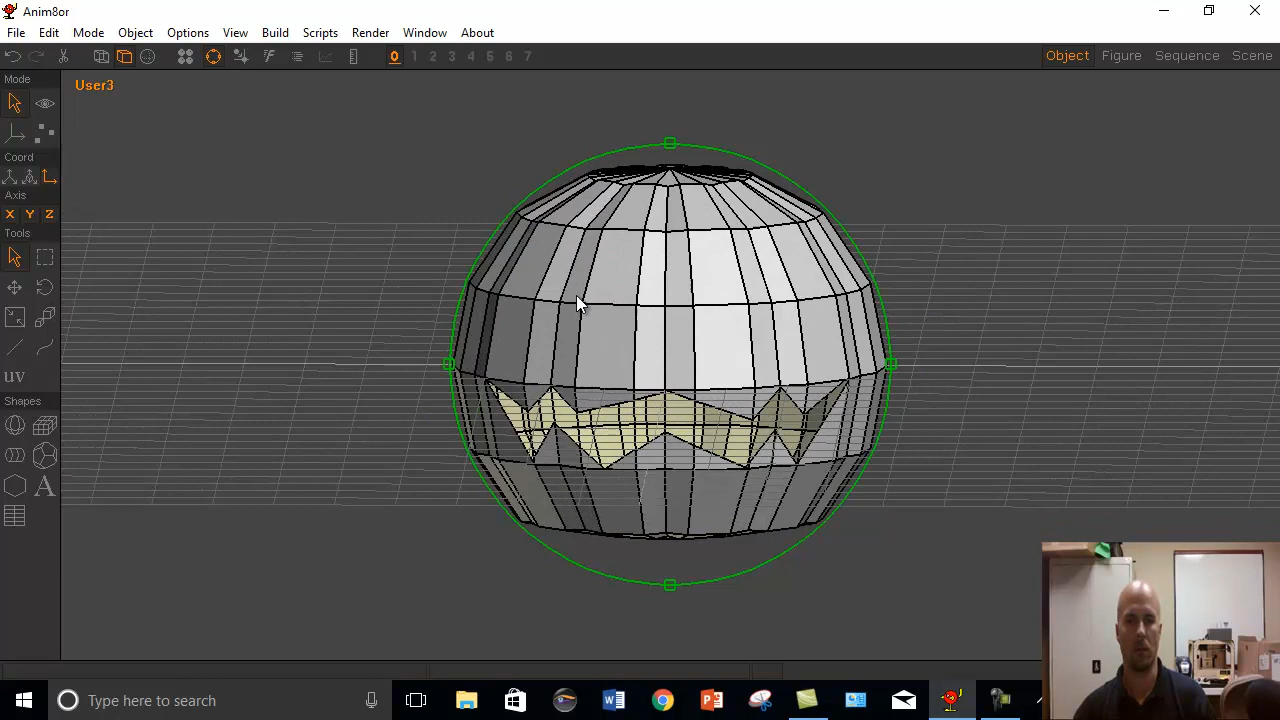 Anim8or
File Edit Mode Object Options View Build Scripts Render Window About
0 1 2 3 4 5 6 7 Object Figure Sequence Scene
Mode
User3
Coord
Axis
X Y Z
Tools
uv
Shapes
A
Type here to search